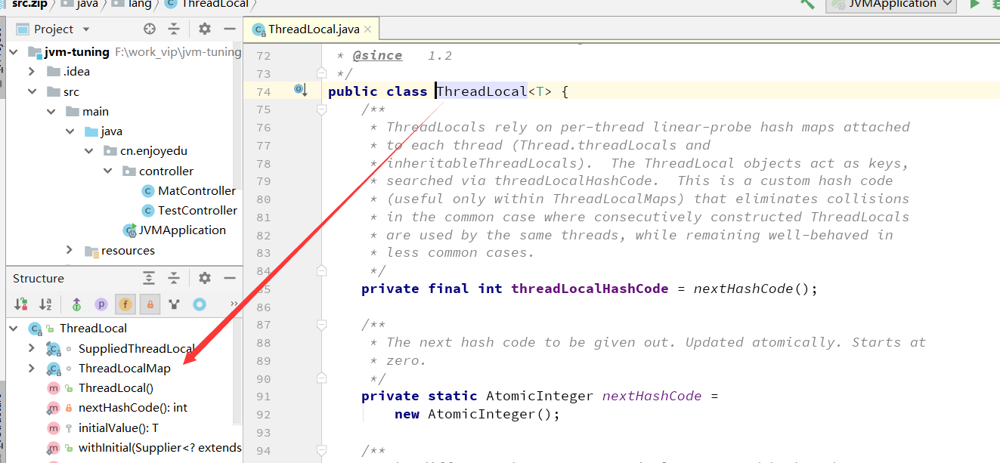 src.zip java lang ThreadLocal JVMApplication
Project
ThreadLocal.java
jvm-tuning F:\work_vip\jvm-tuning
.idea
src
main
java
cn.enjoyedu
controller
MatController
TestController
JVMApplication
resources
Structure
ThreadLocal
SuppliedThreadLocal
ThreadLocalMap
ThreadLocal()
nextHashCode(): int
initialValue(): T
withInitial(Supplier<? extends
72 * @since 1.2
73 */
74 public class ThreadLocal<T> {
75 /**
76 * ThreadLocals rely on per-thread linear-probe hash maps attached
77 * to each thread (Thread.threadLocals and
78 * inheritableThreadLocals).  The ThreadLocal objects act as keys,
79 * searched via threadLocalHashCode.  This is a custom hash code
80 * (useful only within ThreadLocalMaps) that eliminates collisions
81 * in the common case where consecutively constructed ThreadLocals
82 * are used by the same threads, while remaining well-behaved in
83 * less common cases.
84 */
85 private final int threadLocalHashCode = nextHashCode();
86
87 /**
88 * The next hash code to be given out. Updated atomically. Starts at
89 * zero.
90 */
91 private static AtomicInteger nextHashCode =
92 new AtomicInteger();
93
94 /**